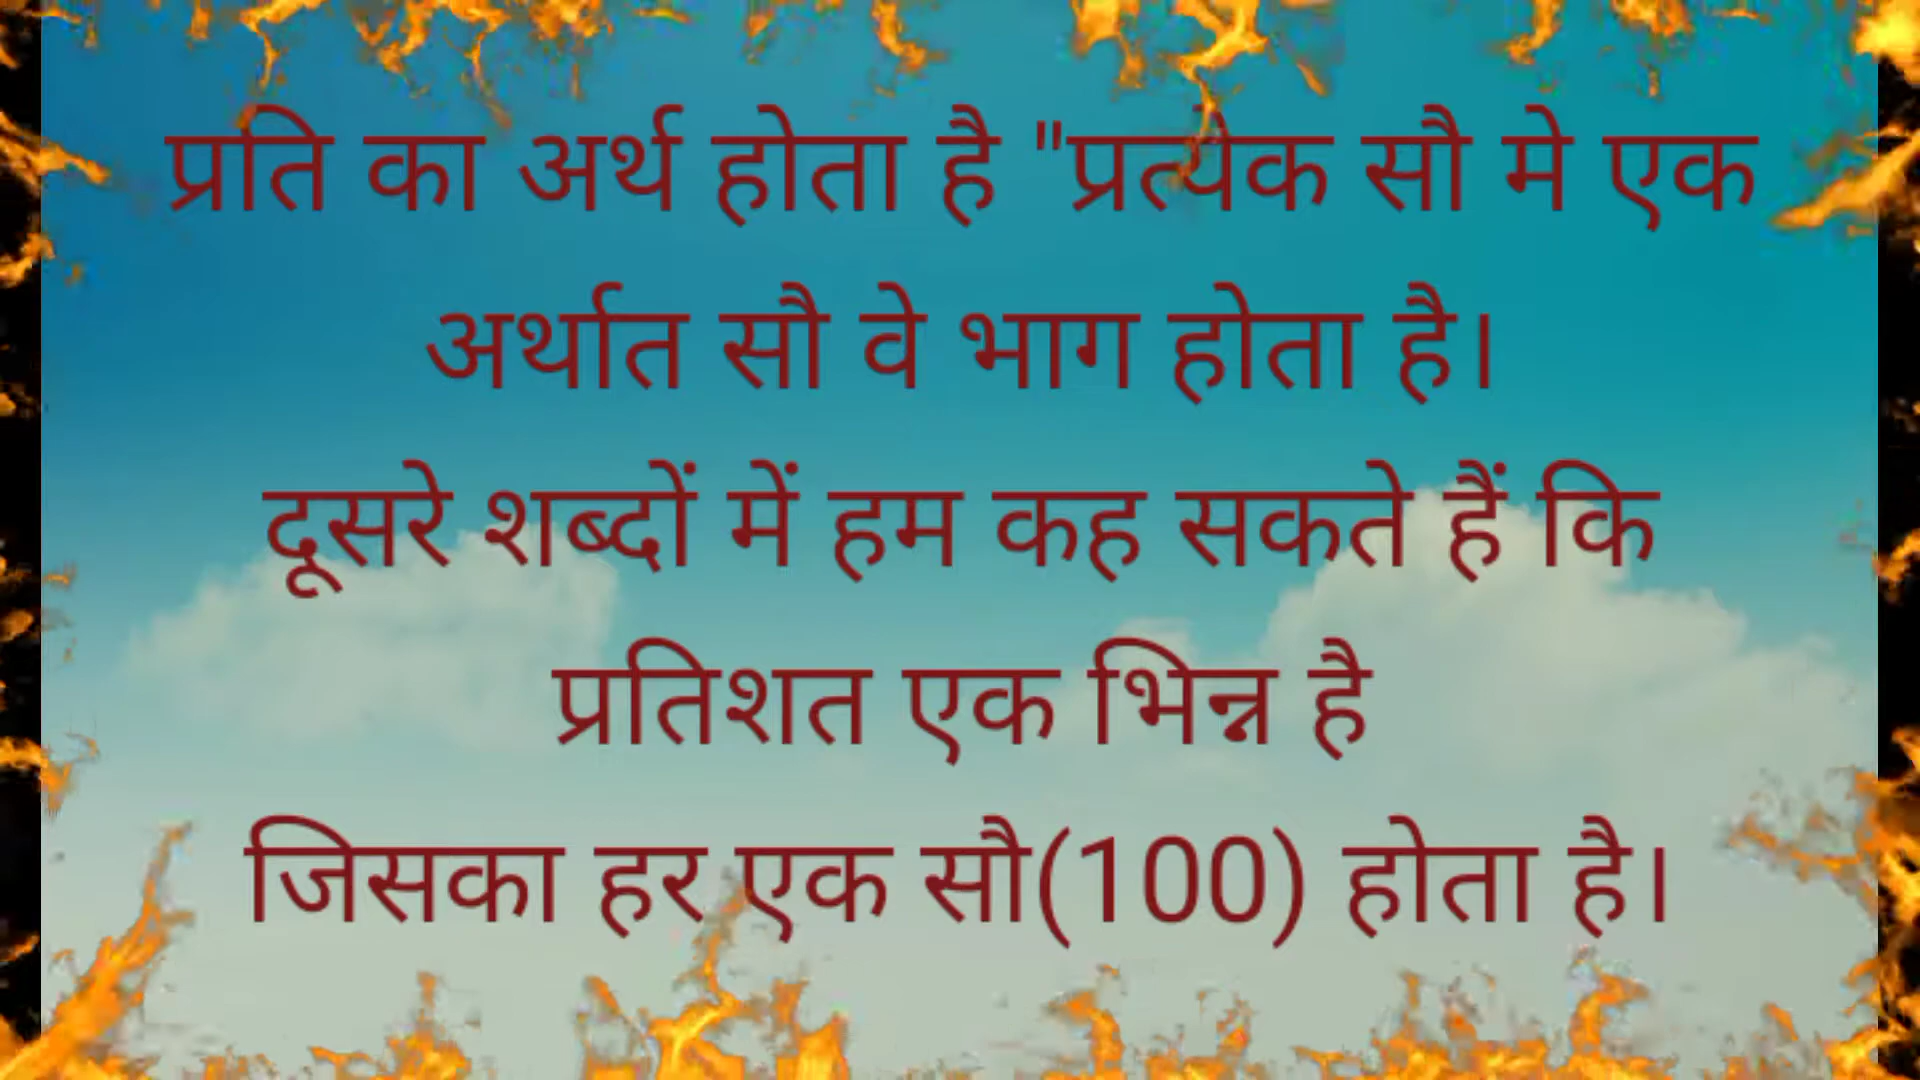 प्रति का अर्थ होता है "प्रत्येक सौ मे एक
अर्थात सौ वे भाग होता है।
दूसरे शब्दों में हम कह सकते हैं कि
प्रतिशत एक भिन्न है
जिसका हर एक सौ(100) होता है।